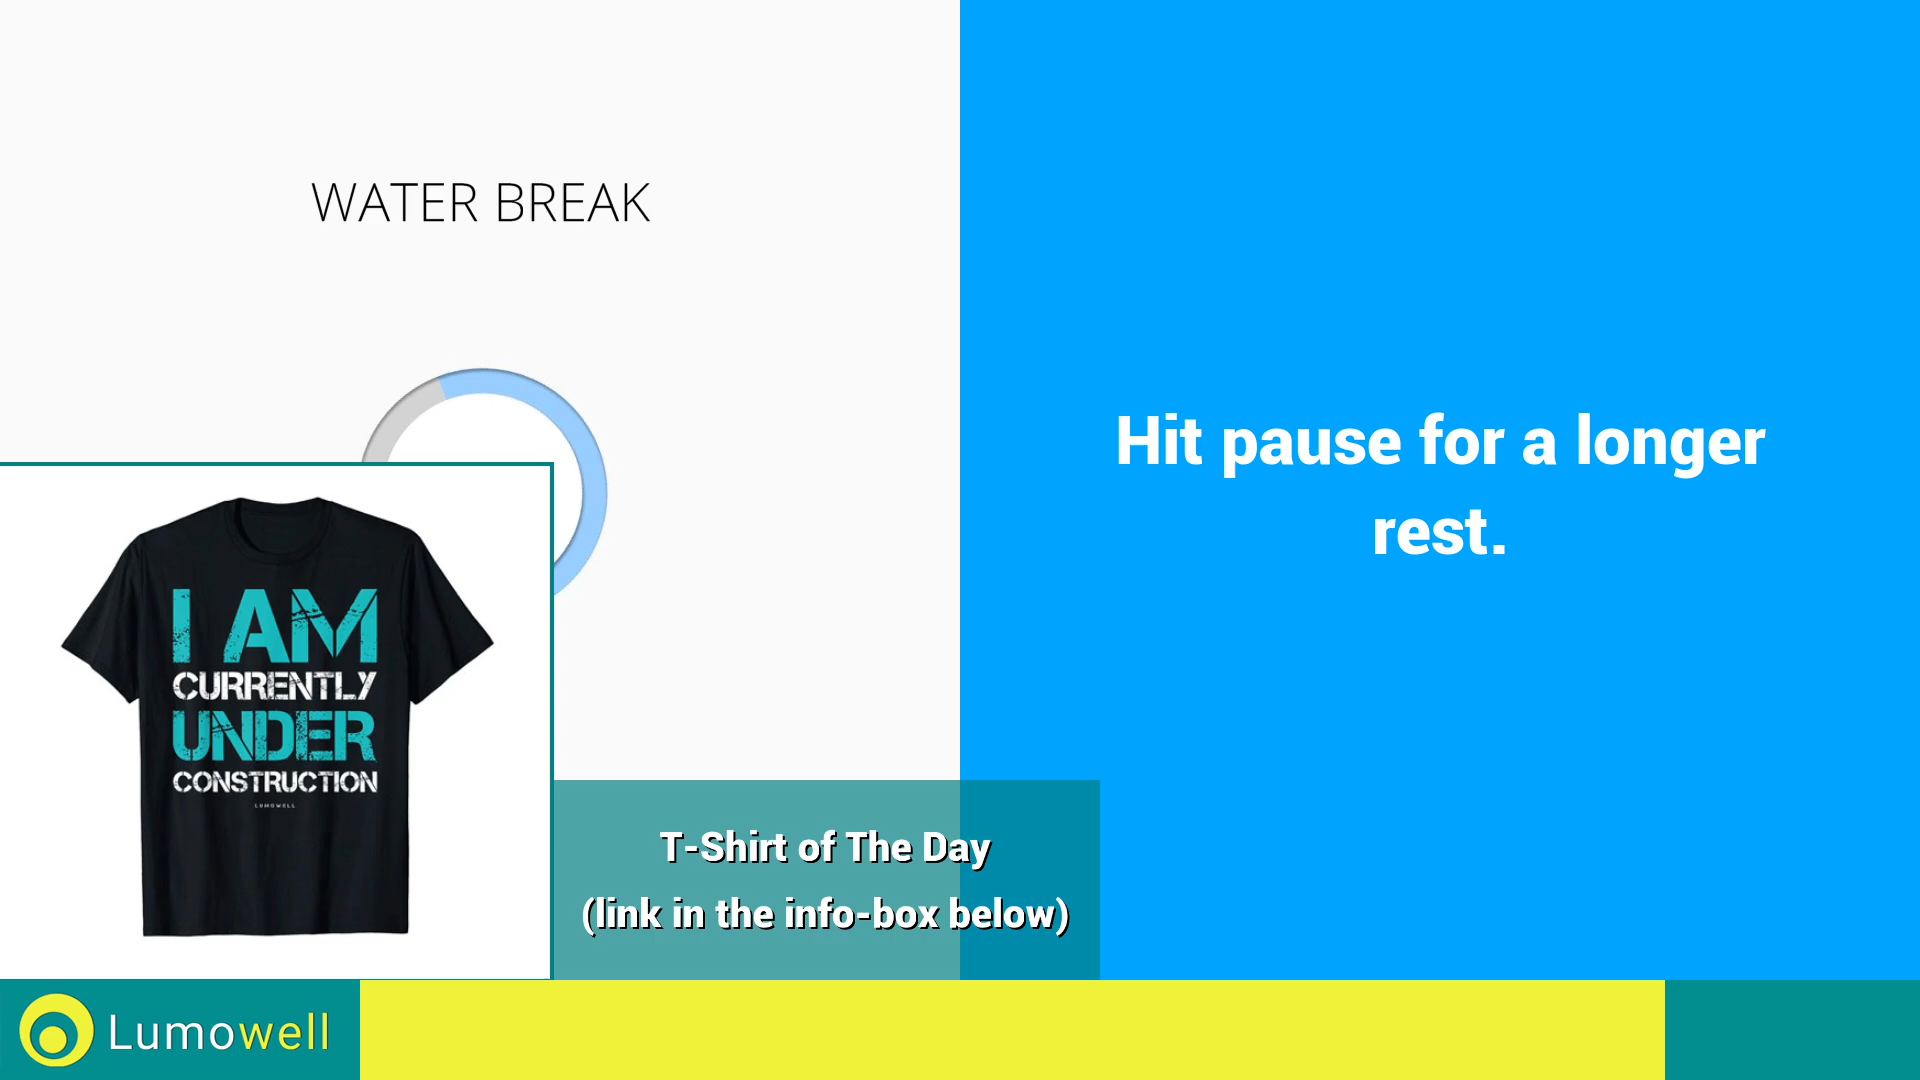 WATER BREAK
Hit pause for a longer
rest.
I AM
CURRENTLY
UNDER
CONSTRUCTION
LUMOWELL
T-Shirt of The Day
(link in the info-box below)
Lumowell